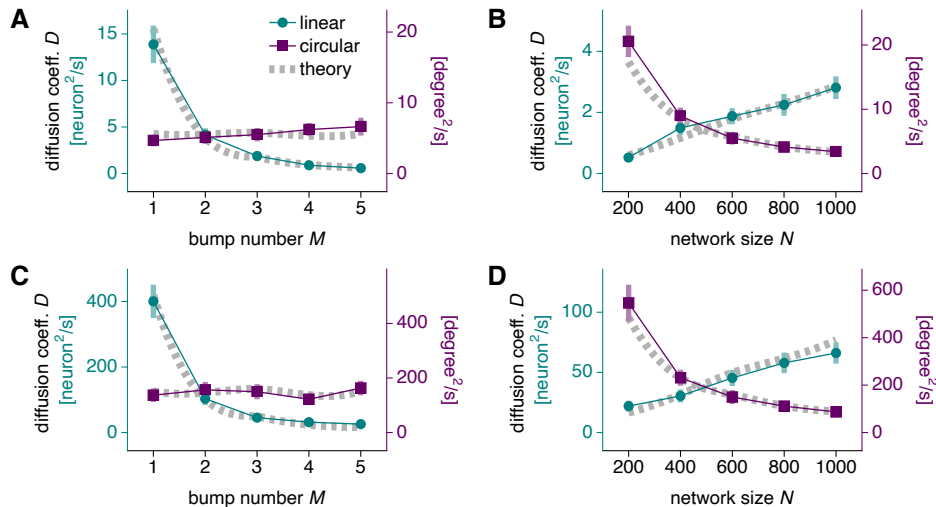 A
linear
circular
theory
diffusion coeff. D
[neuron²/s]
15
10
5
0
20
10
0
[degree²/s]
1 2 3 4 5
bump number M
B
diffusion coeff. D
[neuron²/s]
4
2
0
20
10
0
[degree²/s]
200 400 600 800 1000
network size N
C
diffusion coeff. D
[neuron²/s]
400
200
0
400
200
0
[degree²/s]
1 2 3 4 5
bump number M
D
diffusion coeff. D
[neuron²/s]
100
50
0
600
400
200
0
[degree²/s]
200 400 600 800 1000
network size N